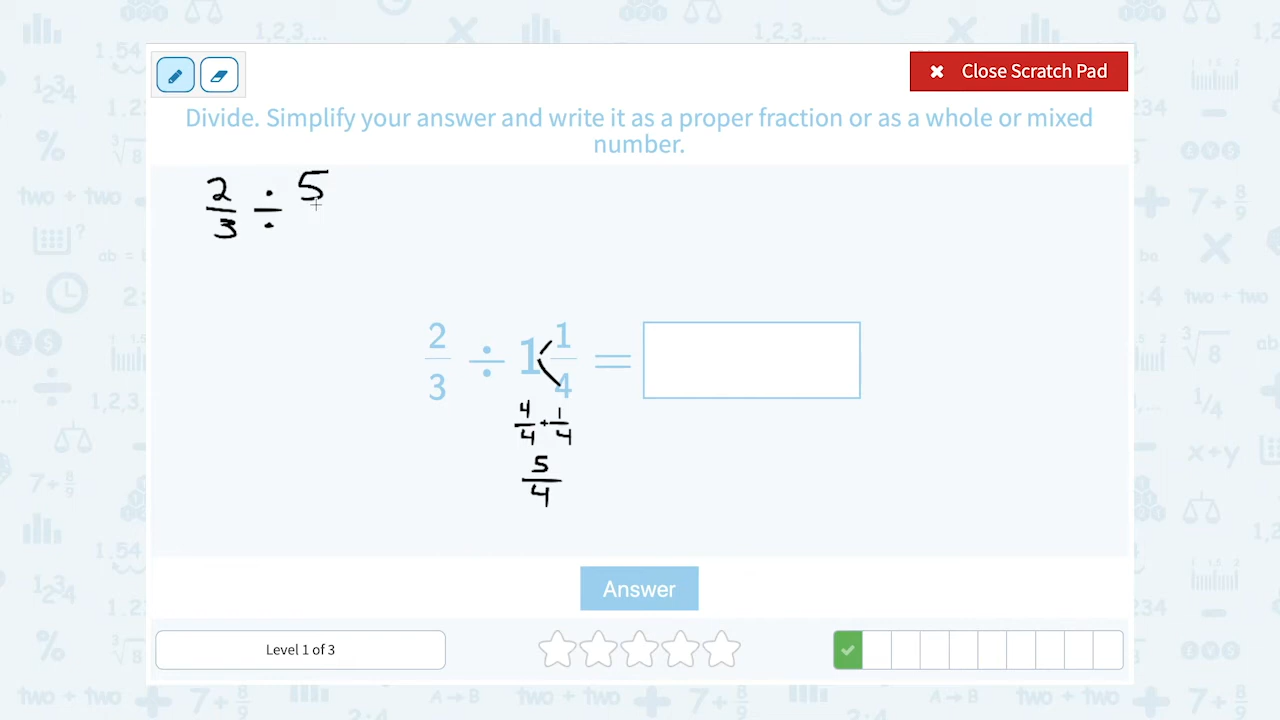 Close Scratch Pad
Divide. Simplify your answer and write it as a proper fraction or as a whole or mixed
number.
2/3 ÷ 5
2/3 ÷ 1 1/4 =
4/4 + 1/4
5/4
Answer
Level 1 of 3